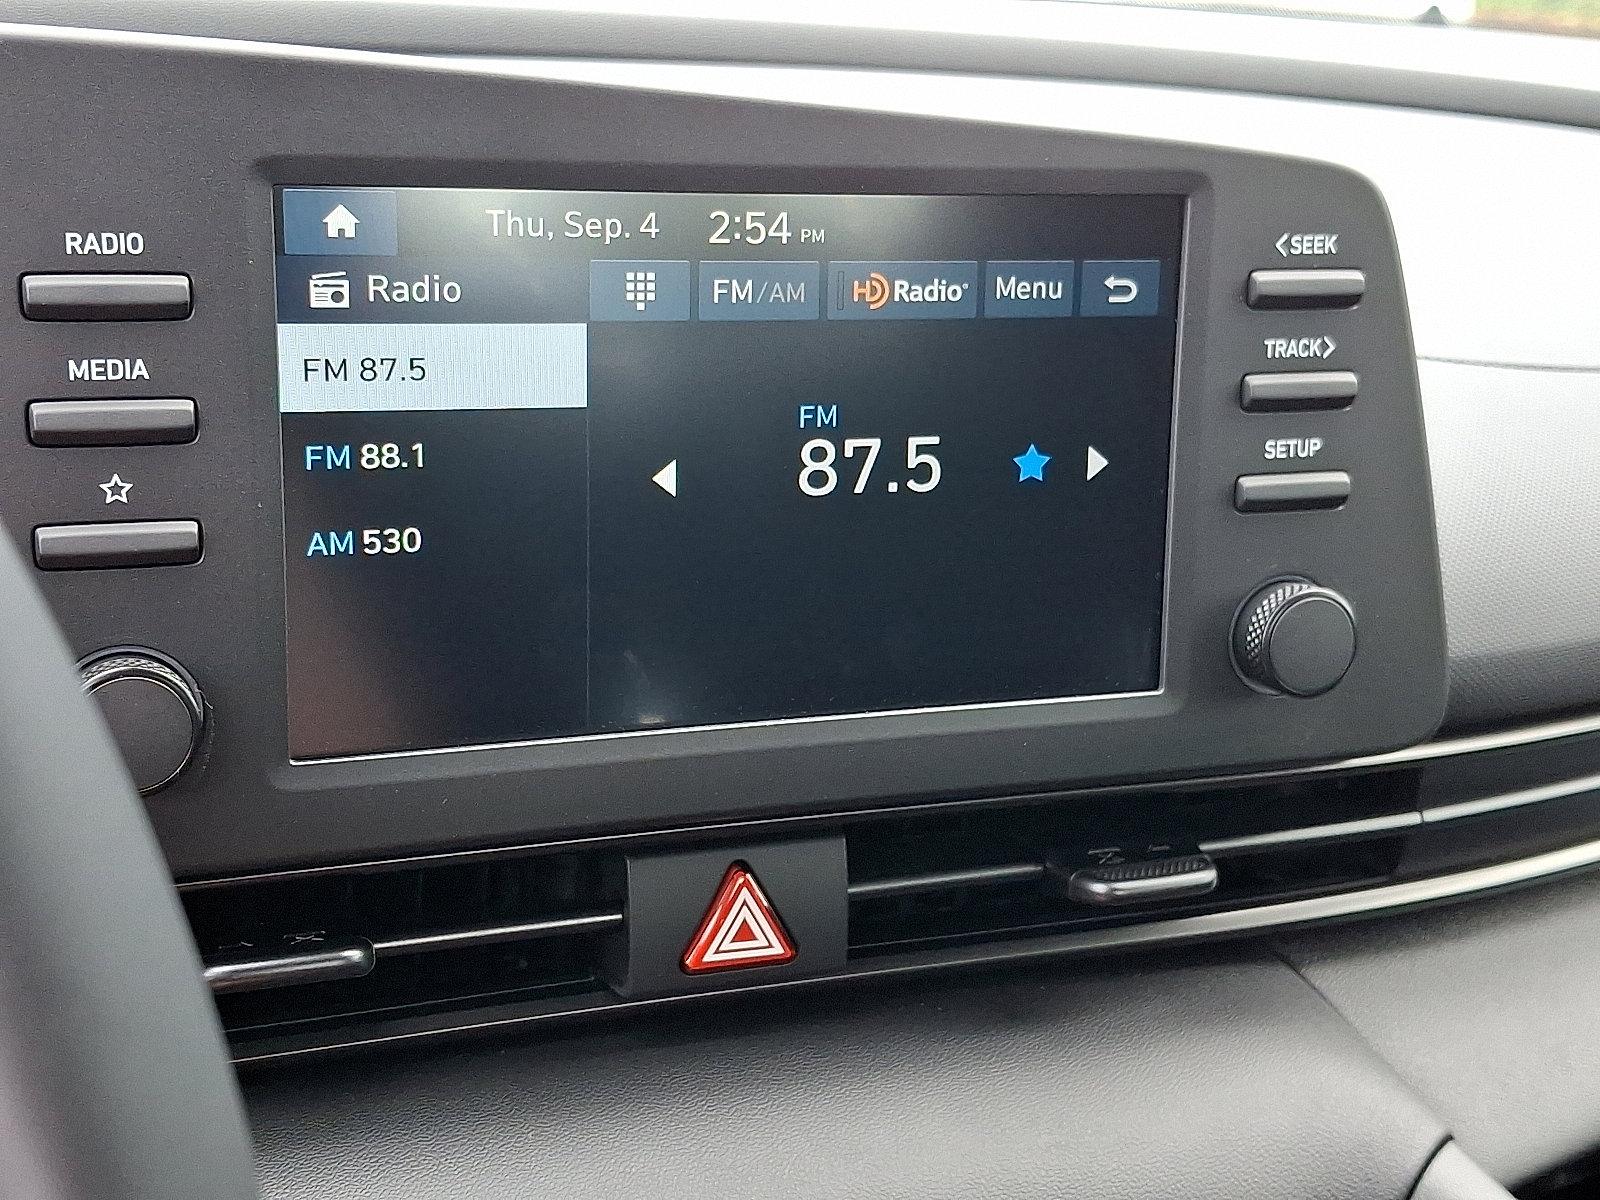 Thu, Sep. 4 2:54 PM
RADIO
<SEEK
Radio FM/AM HD Radio Menu
TRACK>
MEDIA
FM 87.5
FM
87.5
FM 88.1
SETUP
AM 530